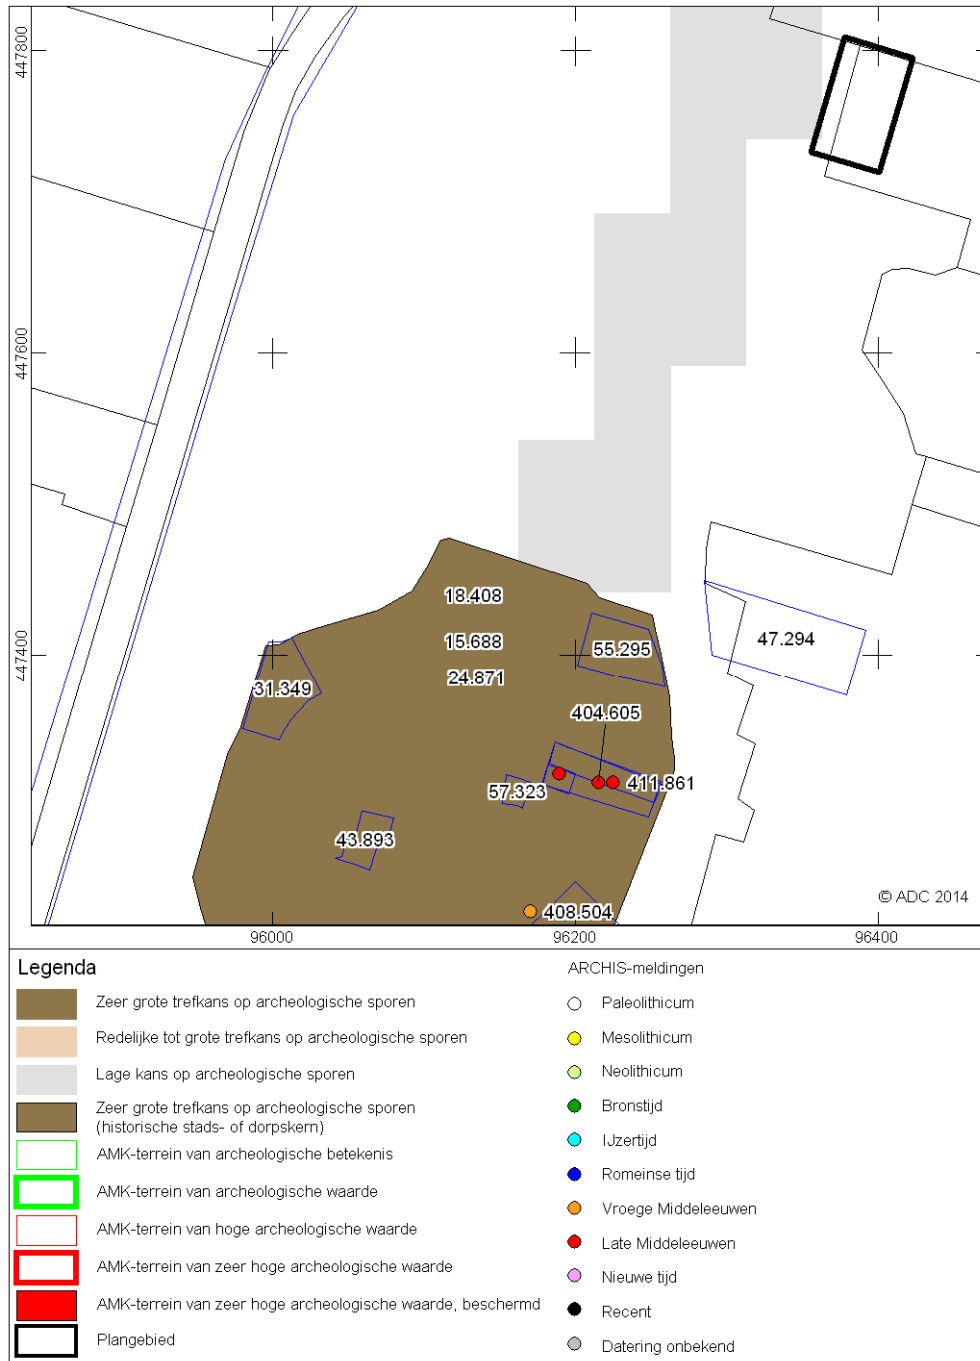 447800
447600
447400
18.408
15.688
24.871
31.349
55.295
47.294
404.605
411.861
57.323
43.893
408.504
© ADC 2014
96000
96200
96400
Legenda
Zeer grote trefkans op archeologische sporen
Redelijke tot grote trefkans op archeologische sporen
Lage kans op archeologische sporen
Zeer grote trefkans op archeologische sporen
(historische stads- of dorpskern)
AMK-terrein van archeologische betekenis
AMK-terrein van archeologische waarde
AMK-terrein van hoge archeologische waarde
AMK-terrein van zeer hoge archeologische waarde
AMK-terrein van zeer hoge archeologische waarde, beschermd
Plangebied
ARCHIS-meldingen
Paleolithicum
Mesolithicum
Neolithicum
Bronstijd
IJzertijd
Romeinse tijd
Vroege Middeleeuwen
Late Middeleeuwen
Nieuwe tijd
Recent
Datering onbekend